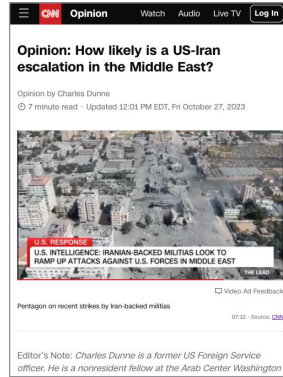 CNN Opinion Watch Audio Live TV Log In
Opinion: How likely is a US-Iran
escalation in the Middle East?
Opinion by Charles Dunne
7 minute read · Updated 12:01 PM EDT, Fri October 27, 2023
U.S. RESPONSE
U.S. INTELLIGENCE: IRANIAN-BACKED MILITIAS LOOK TO
RAMP UP ATTACKS AGAINST U.S. FORCES IN MIDDLE EAST
THE LEAD
Video Ad Feedback
Pentagon on recent strikes by Iran-backed militias
07:12 - Source: CNN
Editor's Note: Charles Dunne is a former US Foreign Service
officer. He is a nonresident fellow at the Arab Center Washington